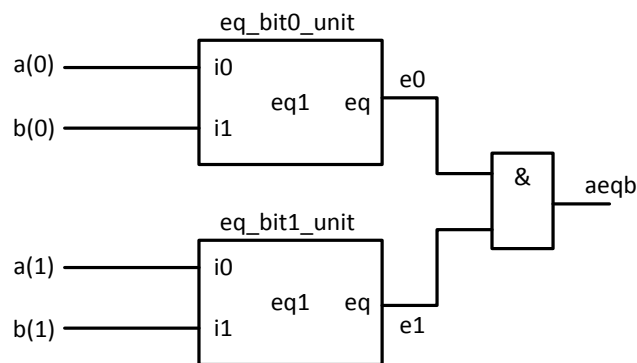 eq_bit0_unit
a(0)
i0
e0
eq1
eq
b(0)
i1
&
aeqb
eq_bit1_unit
a(1)
i0
eq1
eq
b(1)
i1
e1